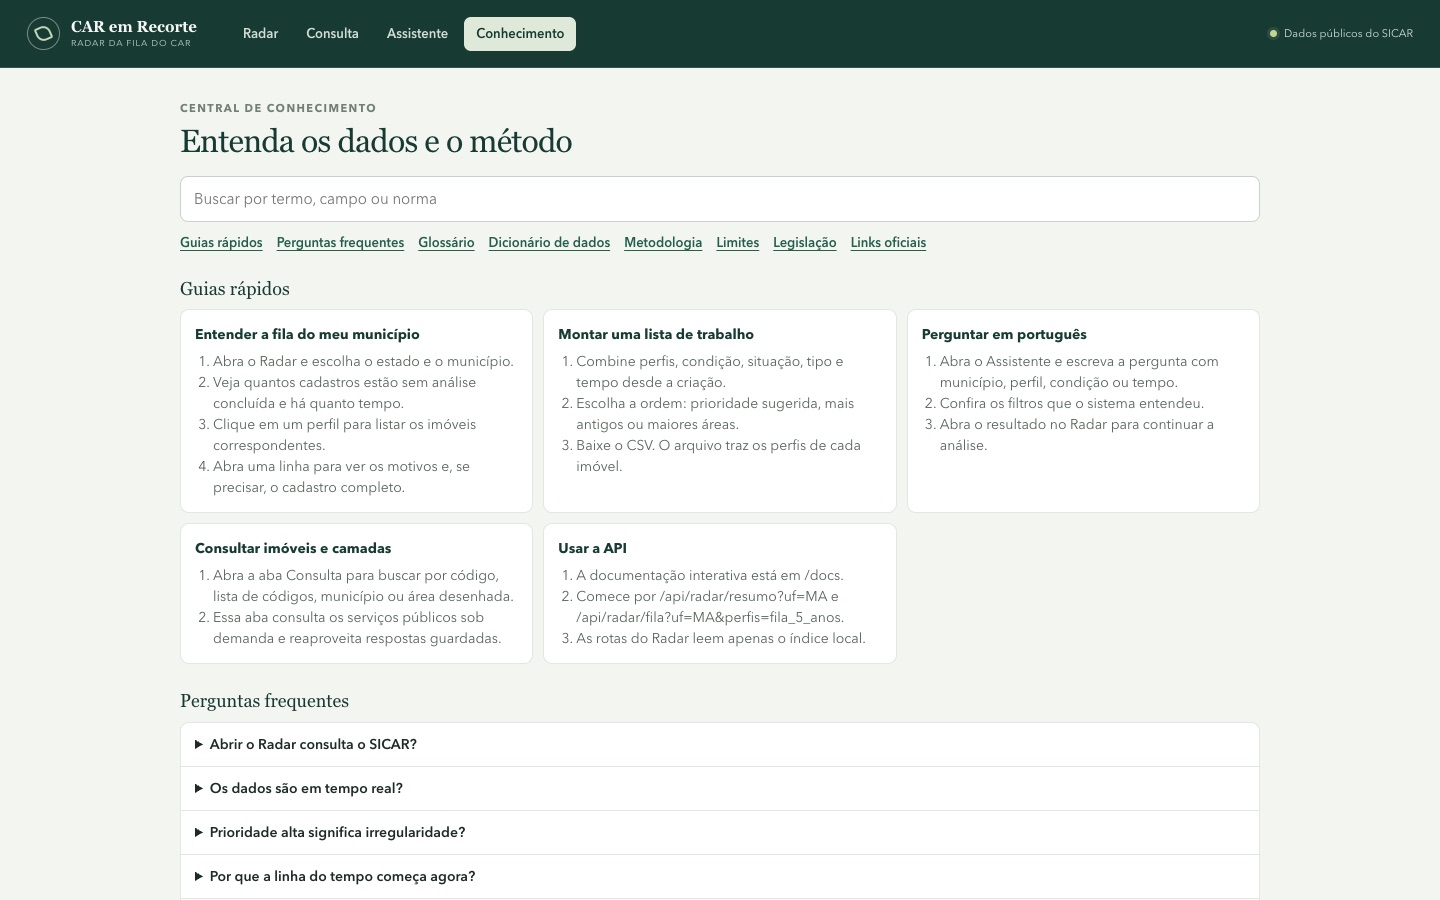 CAR em Recorte
RADAR DA FILA DO CAR
Radar
Consulta
Assistente
Conhecimento
Dados públicos do SICAR
CENTRAL DE CONHECIMENTO
Entenda os dados e o método
Buscar por termo, campo ou norma
Guias rápidos Perguntas frequentes Glossário Dicionário de dados Metodologia Limites Legislação Links oficiais
Guias rápidos
Entender a fila do meu município
1. Abra o Radar e escolha o estado e o município.
2. Veja quantos cadastros estão sem análise
concluída e há quanto tempo.
3. Clique em um perfil para listar os imóveis
correspondentes.
4. Abra uma linha para ver os motivos e, se
precisar, o cadastro completo.
Montar uma lista de trabalho
1. Combine perfis, condição, situação, tipo e
tempo desde a criação.
2. Escolha a ordem: prioridade sugerida, mais
antigos ou maiores áreas.
3. Baixe o CSV. O arquivo traz os perfis de cada
imóvel.
Perguntar em português
1. Abra o Assistente e escreva a pergunta com
município, perfil, condição ou tempo.
2. Confira os filtros que o sistema entendeu.
3. Abra o resultado no Radar para continuar a
análise.
Consultar imóveis e camadas
1. Abra a aba Consulta para buscar por código,
lista de códigos, município ou área desenhada.
2. Essa aba consulta os serviços públicos sob
demanda e reaproveita respostas guardadas.
Usar a API
1. A documentação interativa está em /docs.
2. Comece por /api/radar/resumo?uf=MA e
/api/radar/fila?uf=MA&perfis=fila_5_anos.
3. As rotas do Radar leem apenas o índice local.
Perguntas frequentes
Abrir o Radar consulta o SICAR?
Os dados são em tempo real?
Prioridade alta significa irregularidade?
Por que a linha do tempo começa agora?